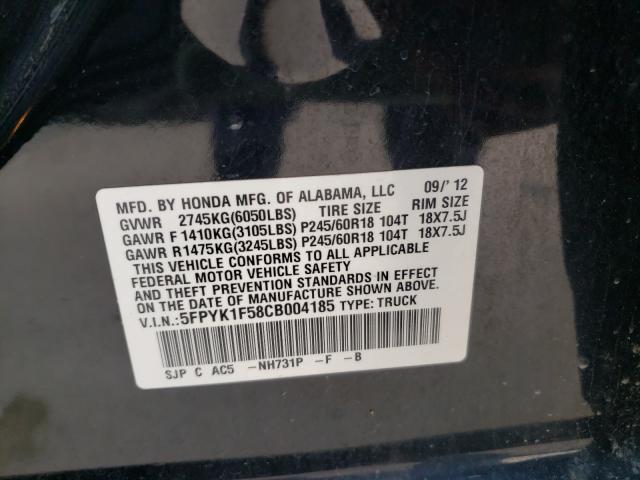 MFD. BY HONDA MFG. OF ALABAMA, LLC 09/'12
GVWR 2745KG(6050LBS) TIRE SIZE RIM SIZE
GAWR F 1410KG(3105LBS) P245/60R18 104T 18X7.5J
GAWR R1475KG(3245LBS) P245/60R18 104T 18X7.5J
THIS VEHICLE CONFORMS TO ALL APPLICABLE
FEDERAL MOTOR VEHICLE SAFETY
AND THEFT PREVENTION STANDARDS IN EFFECT
ON THE DATE OF MANUFACTURE SHOWN ABOVE.
V.I.N.:5FPYK1F58CB004185 TYPE: TRUCK
SJP C AC5 -NH731P -F -B